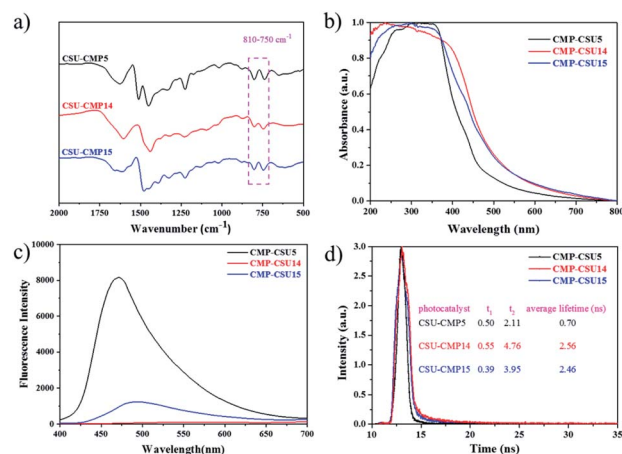 a)
810-750 cm⁻¹
CSU-CMP5
CSU-CMP14
CSU-CMP15
2000 1750 1500 1250 1000 750 500
Wavenumber (cm⁻¹)
b)
CMP-CSU5
CMP-CSU14
CMP-CSU15
1.0
0.8
0.6
0.4
0.2
0.0
Absorbance (a.u.)
200 300 400 500 600 700 800
Wavelength (nm)
c)
CMP-CSU5
CMP-CSU14
CMP-CSU15
10000
8000
6000
4000
2000
0
Fluorescence Intensity
400 450 500 550 600 650 700
Wavelength(nm)
d)
CMP-CSU5
CMP-CSU14
CMP-CSU15
photocatalyst t₁ t₂ average lifetime (ns)
CSU-CMP5 0.50 2.11 0.70
CSU-CMP14 0.55 4.76 2.56
CSU-CMP15 0.39 3.95 2.46
3.0
2.5
2.0
1.5
1.0
0.5
0.0
Intensity (a.u.)
10 15 20 25 30 35
Time (ns)